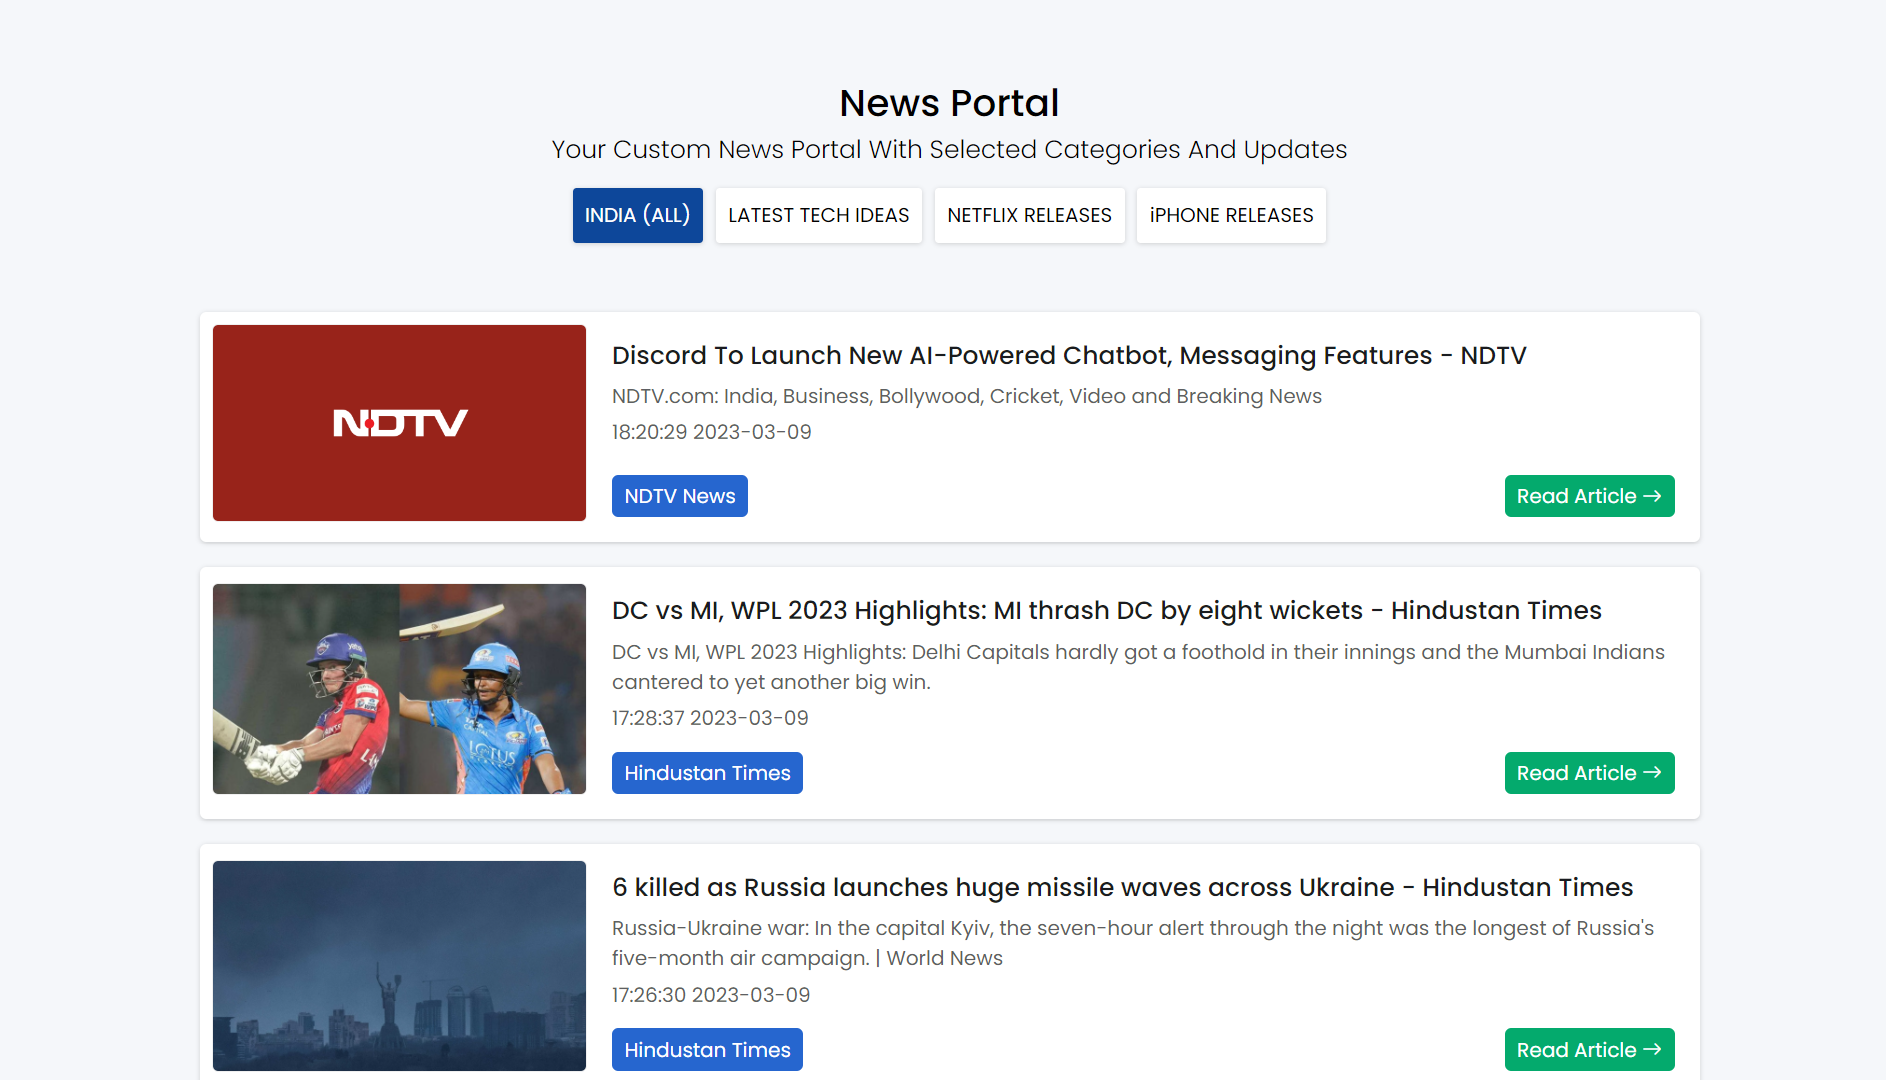 News Portal
Your Custom News Portal With Selected Categories And Updates
INDIA (ALL)
LATEST TECH IDEAS
NETFLIX RELEASES
iPHONE RELEASES
NDTV
Discord To Launch New AI-Powered Chatbot, Messaging Features - NDTV
NDTV.com: India, Business, Bollywood, Cricket, Video and Breaking News
18:20:29 2023-03-09
NDTV News
Read Article →
DC vs MI, WPL 2023 Highlights: MI thrash DC by eight wickets - Hindustan Times
DC vs MI, WPL 2023 Highlights: Delhi Capitals hardly got a foothold in their innings and the Mumbai Indians
cantered to yet another big win.
17:28:37 2023-03-09
LOTUS
Hindustan Times
Read Article →
6 killed as Russia launches huge missile waves across Ukraine - Hindustan Times
Russia-Ukraine war: In the capital Kyiv, the seven-hour alert through the night was the longest of Russia's
five-month air campaign. | World News
17:26:30 2023-03-09
Hindustan Times
Read Article →